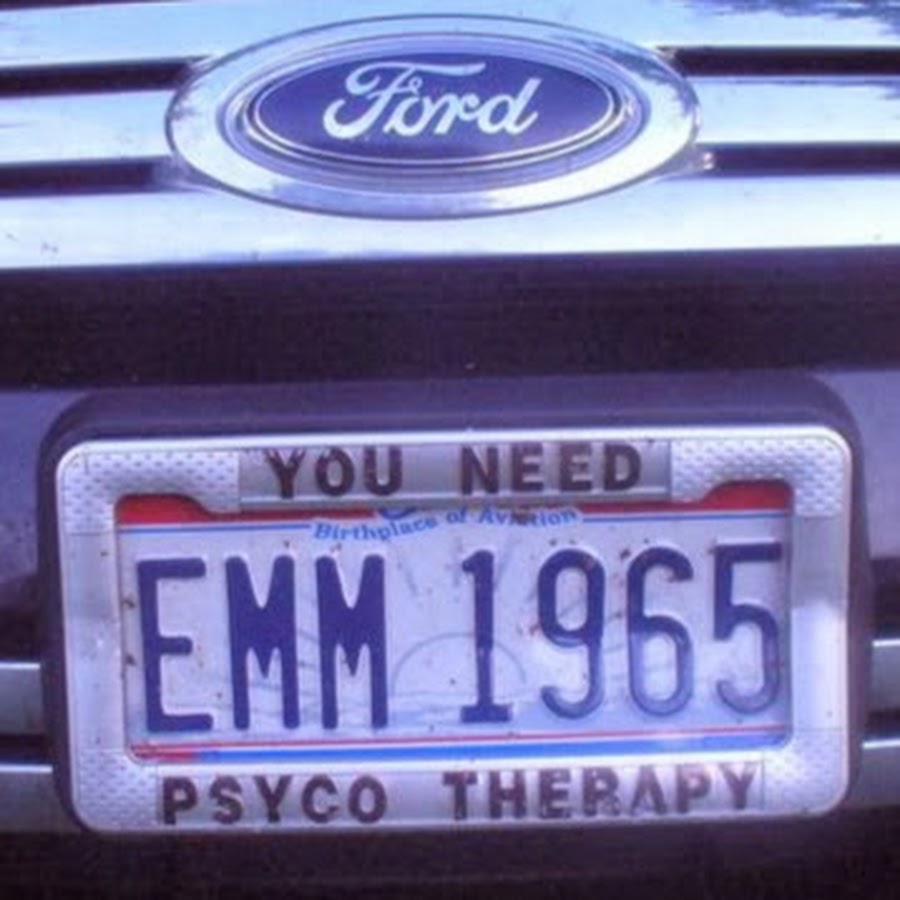 Ford
YOU NEED
Birthplace of Aviation
EMM 1965
PSYCO THERAPY